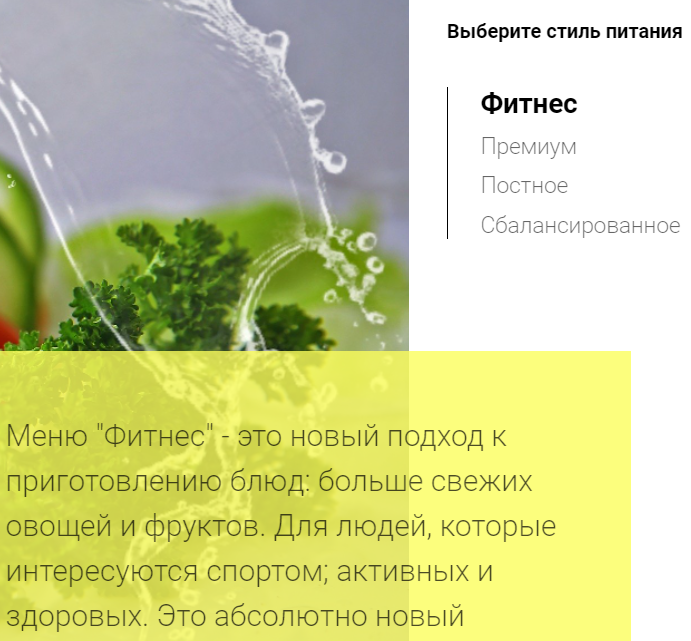 Выберите стиль питания
Фитнес
Премиум
Постное
Сбалансированное
Меню "Фитнес" - это новый подход к
приготовлению блюд: больше свежих
овощей и фруктов. Для людей, которые
интересуются спортом; активных и
здоровых. Это абсолютно новый